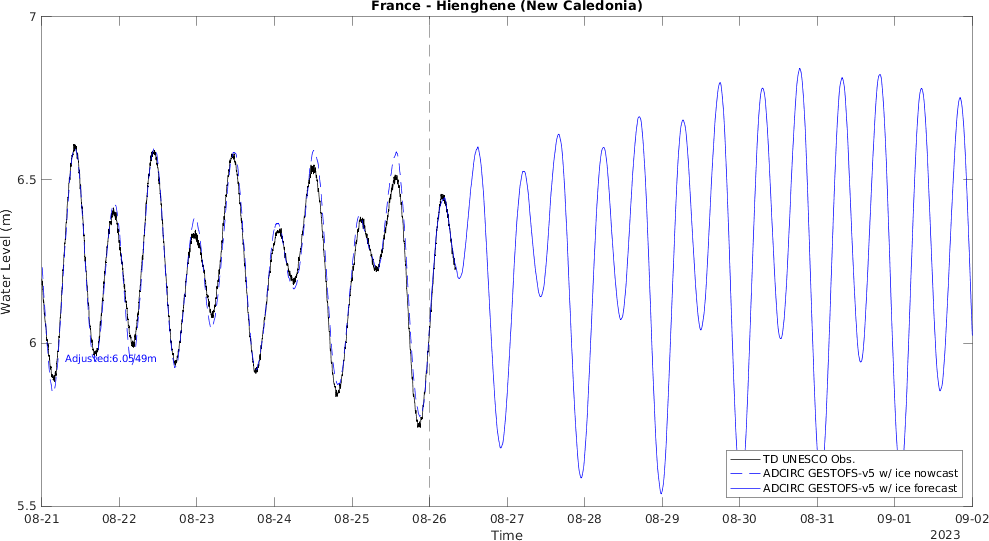 France - Hienghene (New Caledonia)
Water Level (m)
7
6.5
6
5.5
Adjusted:6.0549m
TD UNESCO Obs.
ADCIRC GESTOFS-v5 w/ ice nowcast
ADCIRC GESTOFS-v5 w/ ice forecast
08-21 08-22 08-23 08-24 08-25 08-26 08-27 08-28 08-29 08-30 08-31 09-01 09-02
Time
2023